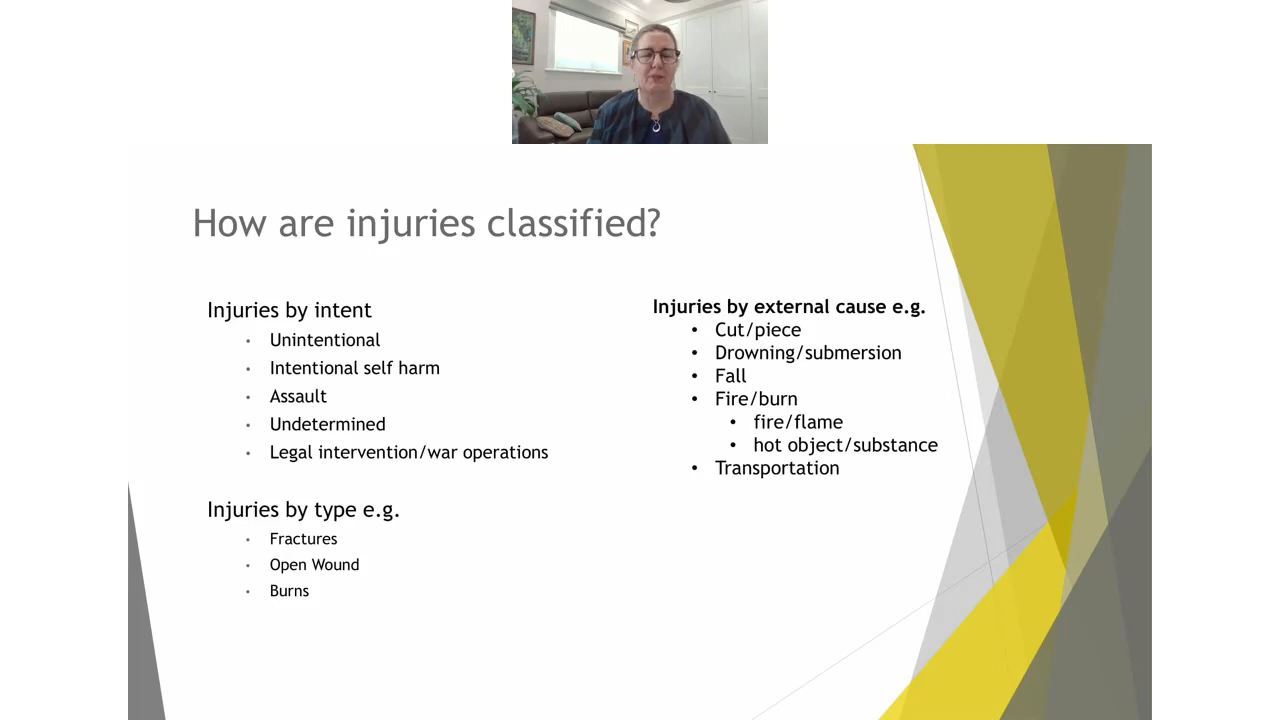 How are injuries classified?
Injuries by intent
• Unintentional
• Intentional self harm
• Assault
• Undetermined
• Legal intervention/war operations
Injuries by type e.g.
• Fractures
• Open Wound
• Burns
Injuries by external cause e.g.
• Cut/piece
• Drowning/submersion
• Fall
• Fire/burn
• fire/flame
• hot object/substance
• Transportation